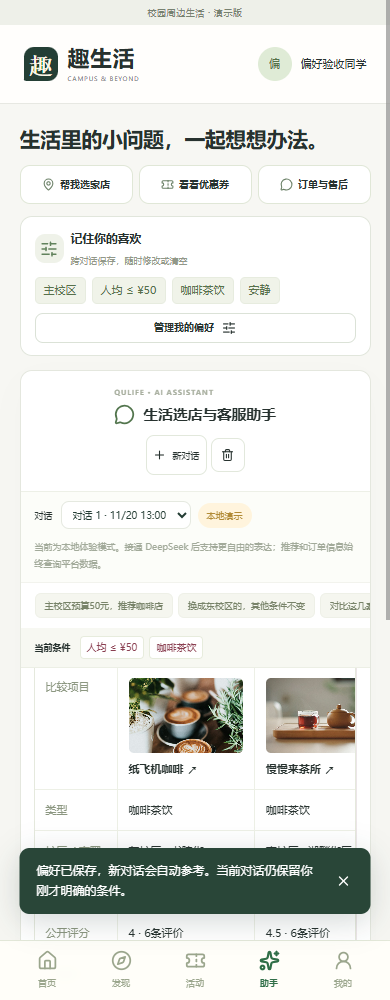 校园周边生活 · 演示版
趣
趣生活
CAMPUS & BEYOND
偏
偏好验收同学
生活里的小问题，一起想想办法。
帮我选家店
看看优惠券
订单与售后
记住你的喜欢
跨对话保存，随时修改或清空
主校区
人均 ≤ ¥50
咖啡茶饮
安静
管理我的偏好
QULIFE · AI ASSISTANT
生活选店与客服助手
新对话
对话
对话 1 · 11/20 13:00
本地演示
当前为本地体验模式。接通 DeepSeek 后支持更自由的表达；推荐和订单信息始
终查询平台数据。
主校区预算50元，推荐咖啡店
换成东校区的，其他条件不变
对比这几
当前条件
人均 ≤ ¥50
咖啡茶饮
比较项目
纸飞机咖啡 ↗
慢慢来茶所 ↗
类型
咖啡茶饮
咖啡茶饮
偏好已保存，新对话会自动参考。当前对话仍保留你
刚才明确的条件。
公开评分
4 · 6条评价
4.5 · 6条评价
首页
发现
活动
助手
我的